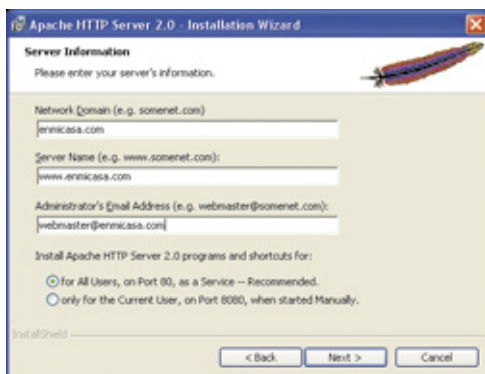 Apache HTTP Server 2.0 - Installation Wizard
Server Information
Please enter your server's information.
Network Domain (e.g. somenet.com)
enmicasa.com
Server Name (e.g. www.somenet.com):
www.enmicasa.com
Administrator's Email Address (e.g. webmaster@somenet.com):
webmaster@enmicasa.com
Install Apache HTTP Server 2.0 programs and shortcuts for:
for All Users, on Port 80, as a Service -- Recommended.
only for the Current User, on Port 8080, when started Manually.
InstallShield
< Back Next > Cancel